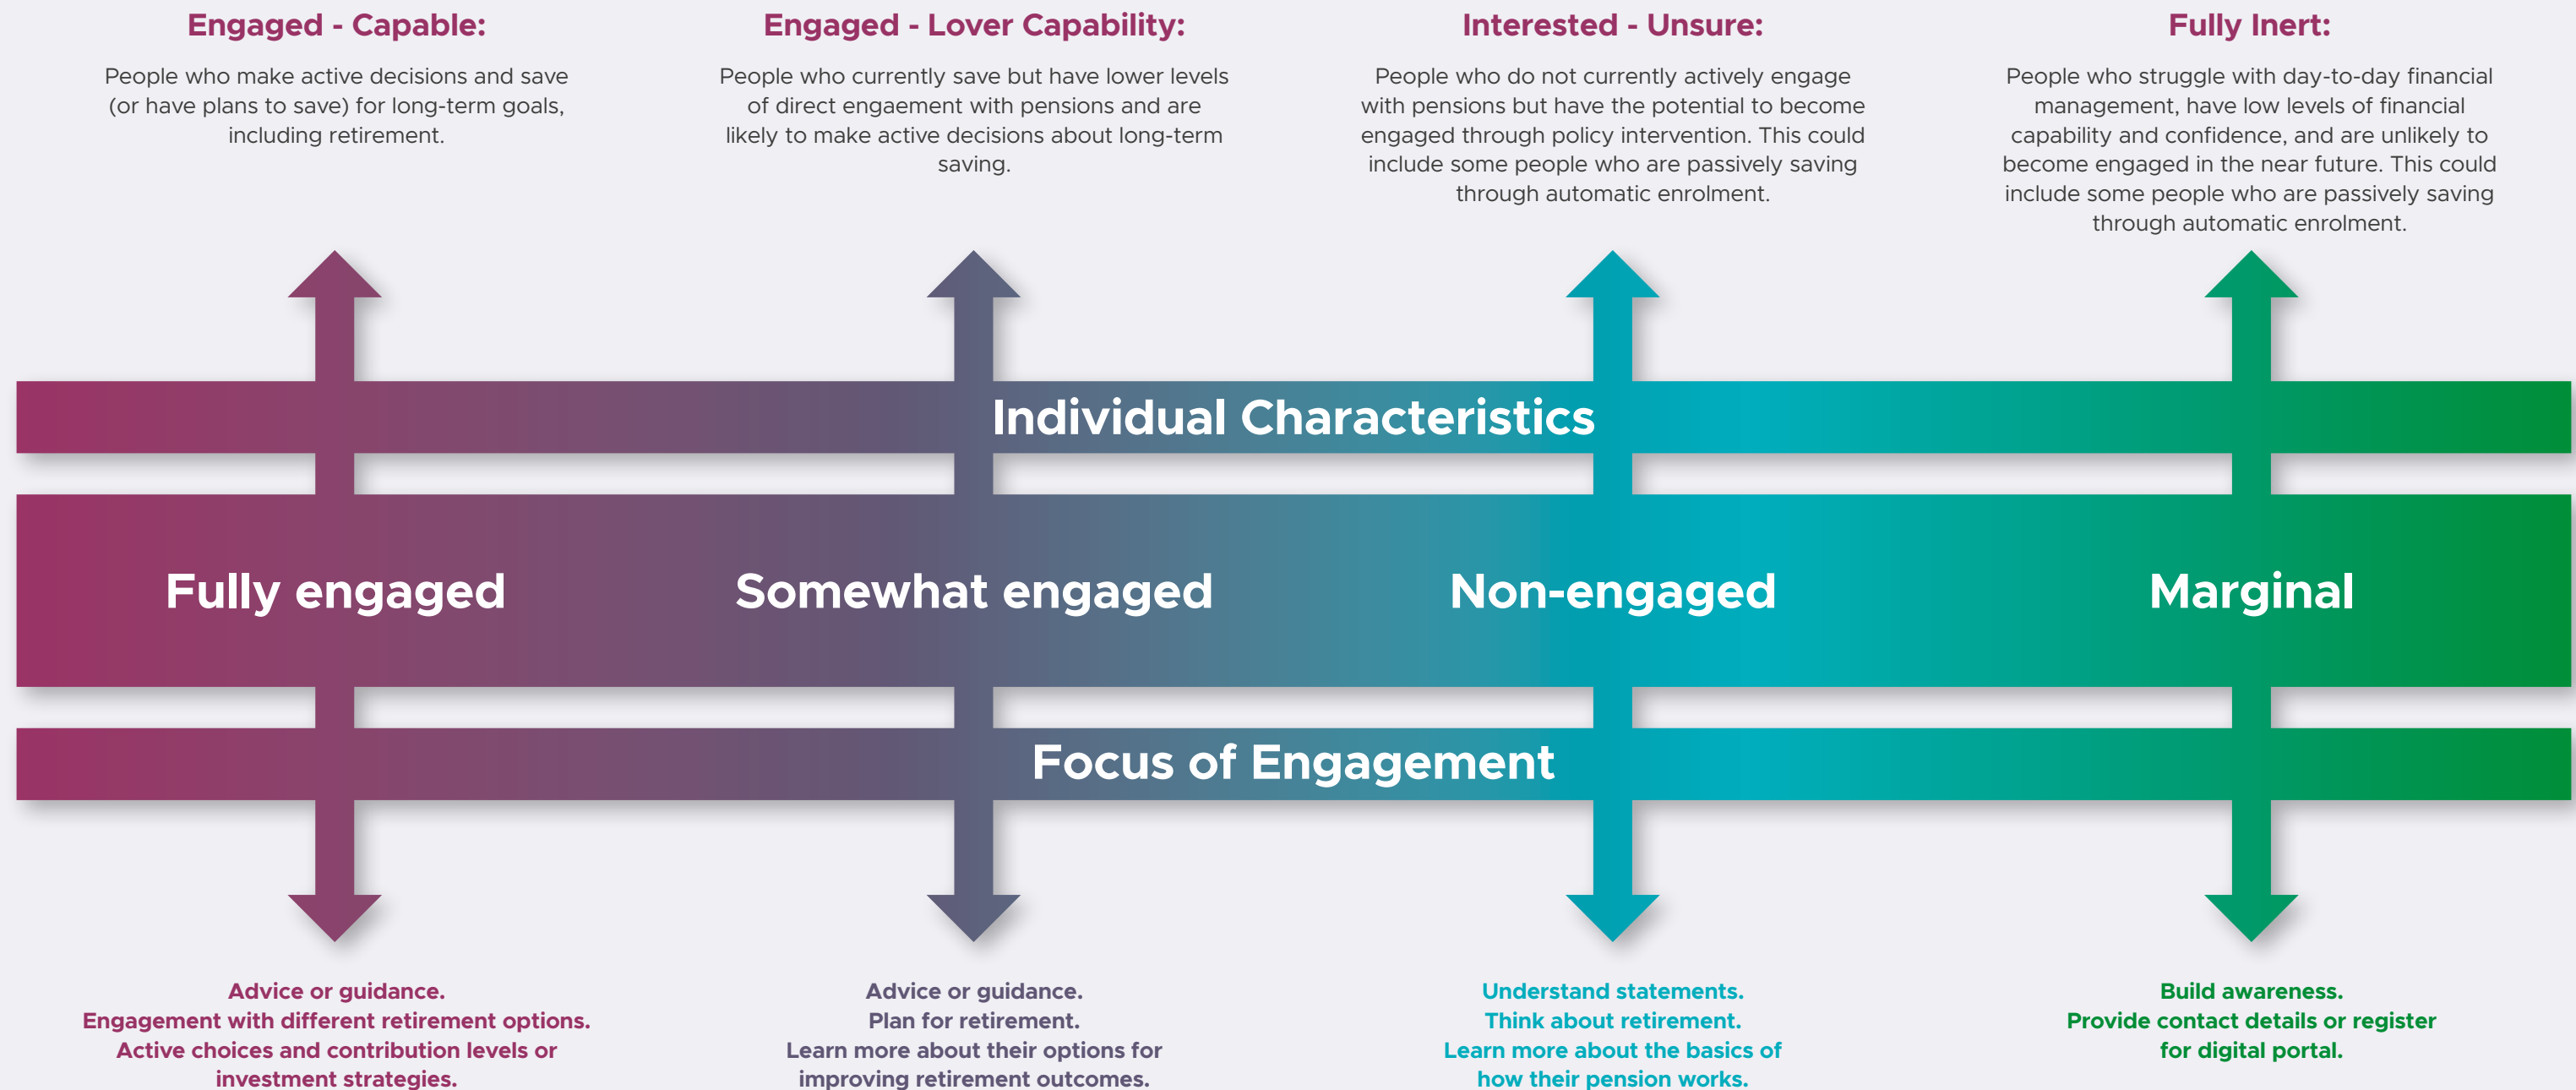 Engaged - Capable:
People who make active decisions and save
(or have plans to save) for long-term goals,
including retirement.
Engaged - Lover Capability:
People who currently save but have lower levels
of direct engaement with pensions and are
likely to make active decisions about long-term
saving.
Interested - Unsure:
People who do not currently actively engage
with pensions but have the potential to become
engaged through policy intervention. This could
include some people who are passively saving
through automatic enrolment.
Fully Inert:
People who struggle with day-to-day financial
management, have low levels of financial
capability and confidence, and are unlikely to
become engaged in the near future. This could
include some people who are passively saving
through automatic enrolment.
Individual Characteristics
Fully engaged
Somewhat engaged
Non-engaged
Marginal
Focus of Engagement
Advice or guidance.
Engagement with different retirement options.
Active choices and contribution levels or
investment strategies.
Advice or guidance.
Plan for retirement.
Learn more about their options for
improving retirement outcomes.
Understand statements.
Think about retirement.
Learn more about the basics of
how their pension works.
Build awareness.
Provide contact details or register
for digital portal.